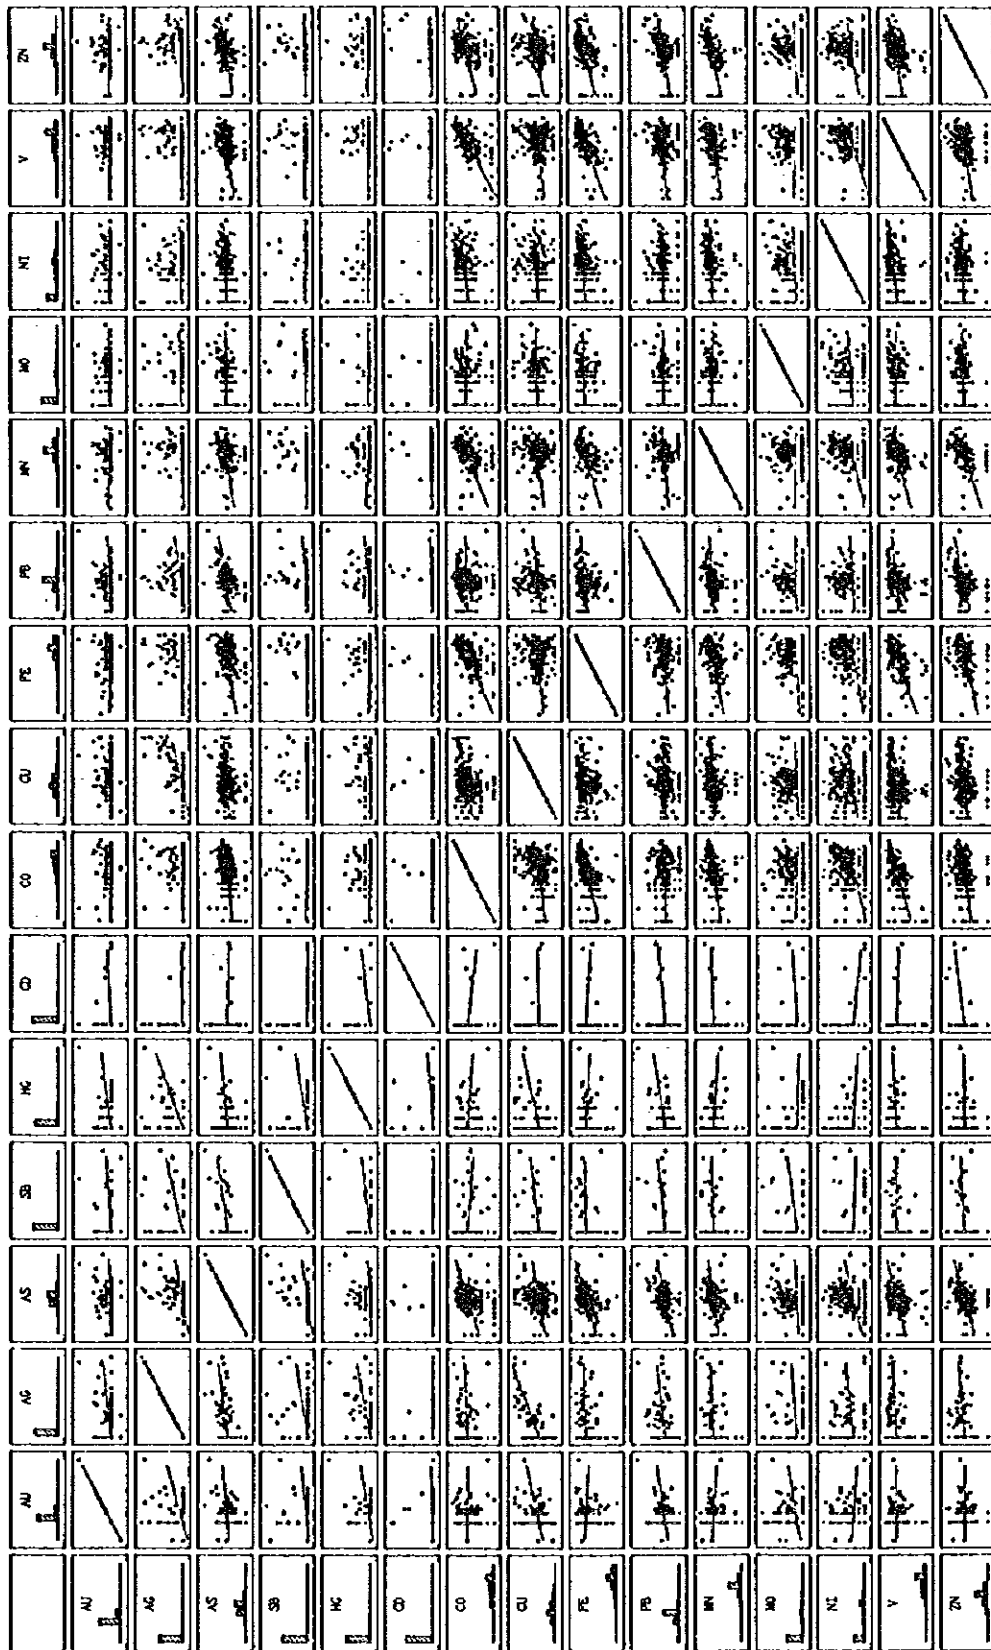 AU AG AS SB HG CD CO CU FE PB MN MO NI V ZN
AU
AG
AS
SB
HG
CD
CO
CU
FE
PB
MN
MO
NI
V
ZN